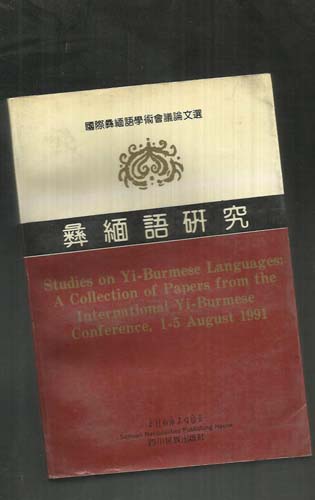 國際彝緬語學術會議論文選
彝緬語研究
Studies on Yi-Burmese Languages:
A Collection of Papers from the
International Yi-Burmese
Conference, 1-5 August 1991
Sichuan Nationalities Publishing House
四川民族出版社